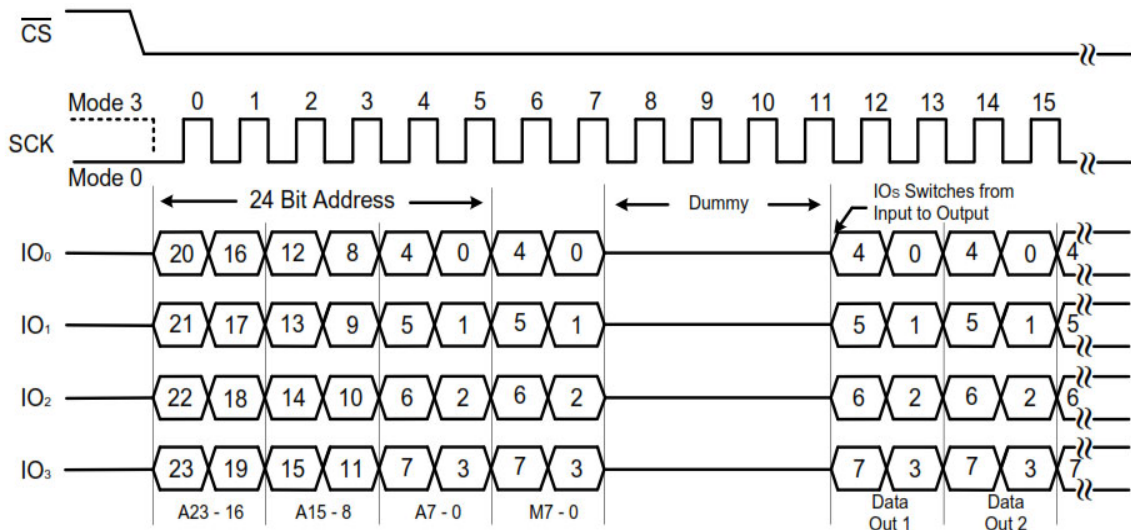 CS
Mode 3 0 1 2 3 4 5 6 7 8 9 10 11 12 13 14 15
SCK
Mode 0
24 Bit Address Dummy IOs Switches from
Input to Output
IO₀ 20 16 12 8 4 0 4 0 4 0 4 0 4
IO₁ 21 17 13 9 5 1 5 1 5 1 5 1 5
IO₂ 22 18 14 10 6 2 6 2 6 2 6 2 6
IO₃ 23 19 15 11 7 3 7 3 7 3 7 3 7
A23 - 16 A15 - 8 A7 - 0 M7 - 0 Data Data
Out 1 Out 2